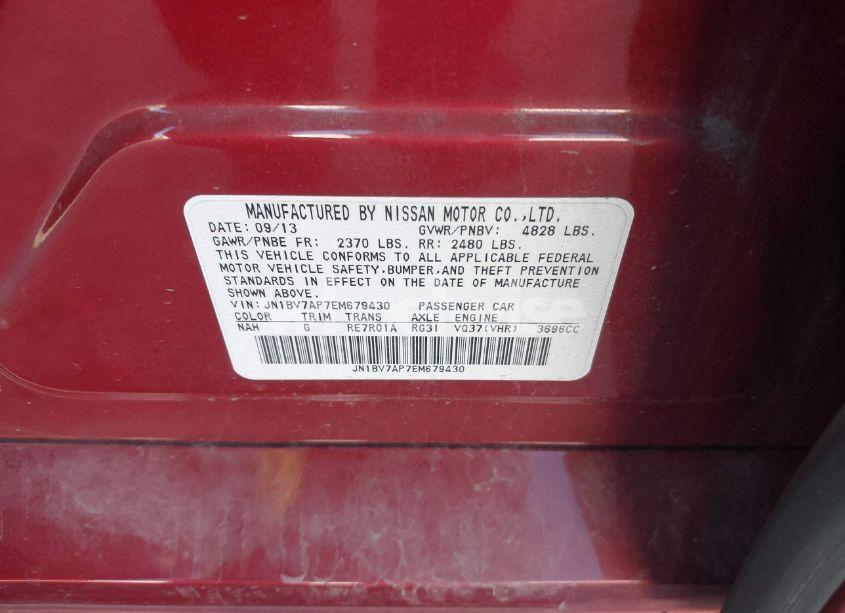 MANUFACTURED BY NISSAN MOTOR CO.,LTD.
DATE: 09/13 GVWR/PNBV: 4828 LBS.
GAWR/PNBE FR: 2370 LBS. RR: 2480 LBS.
THIS VEHICLE CONFORMS TO ALL APPLICABLE FEDERAL
MOTOR VEHICLE SAFETY,BUMPER,AND THEFT PREVENTION
STANDARDS IN EFFECT ON THE DATE OF MANUFACTURE
SHOWN ABOVE.
VIN: JN1BV7AP7EM679430 PASSENGER CAR
COLOR TRIM TRANS AXLE ENGINE
NAH G RE7R01A RG31 VQ37(VHR) 3696CC
JN1BV7AP7EM679430